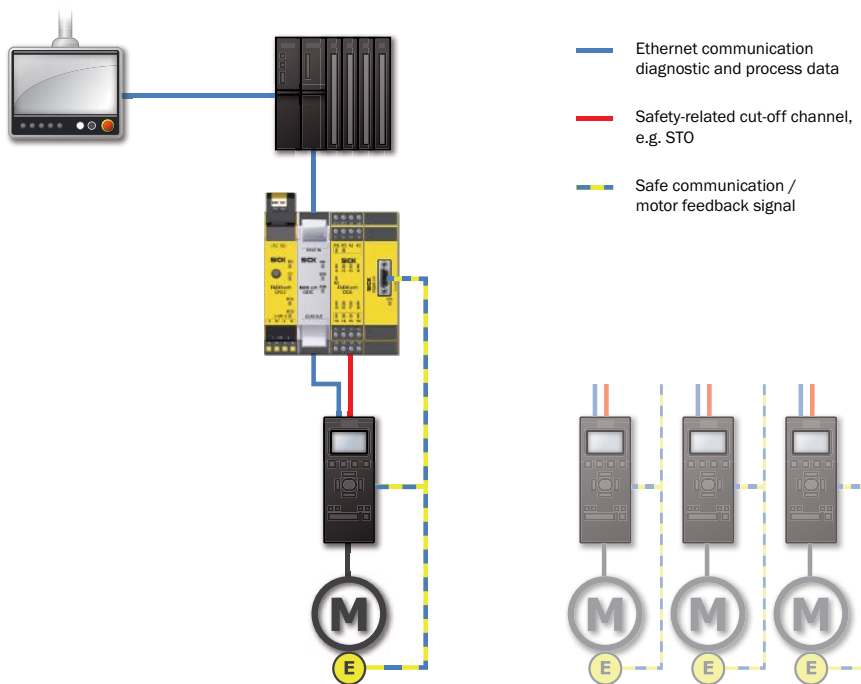 Ethernet communication
diagnostic and process data
Safety-related cut-off channel,
e.g. STO
Safe communication /
motor feedback signal
SICK
SICK
SICK
SICK
M
E
M
E
M
E
M
E